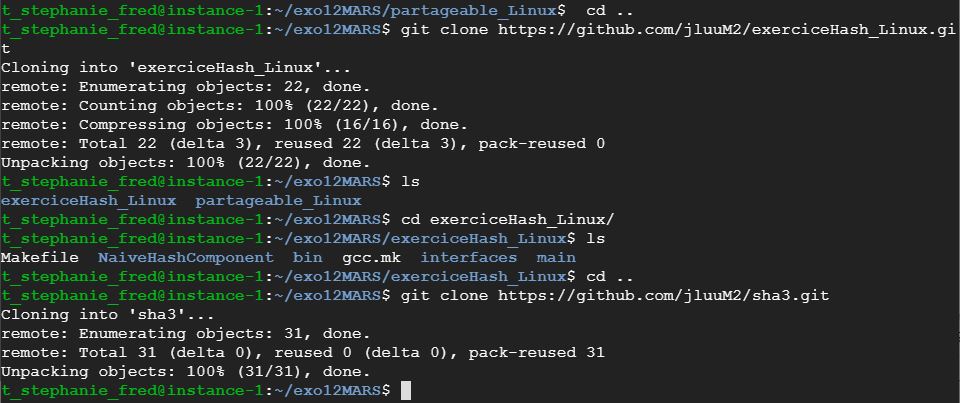 t_stephanie_fred@instance-1:~/exo12MARS/partageable_Linux$  cd ..
t_stephanie_fred@instance-1:~/exo12MARS$ git clone https://github.com/jluuM2/exerciceHash_Linux.gi
t
Cloning into 'exerciceHash_Linux'...
remote: Enumerating objects: 22, done.
remote: Counting objects: 100% (22/22), done.
remote: Compressing objects: 100% (16/16), done.
remote: Total 22 (delta 3), reused 22 (delta 3), pack-reused 0
Unpacking objects: 100% (22/22), done.
t_stephanie_fred@instance-1:~/exo12MARS$ ls
exerciceHash_Linux  partageable_Linux
t_stephanie_fred@instance-1:~/exo12MARS$ cd exerciceHash_Linux/
t_stephanie_fred@instance-1:~/exo12MARS/exerciceHash_Linux$ ls
Makefile  NaiveHashComponent  bin  gcc.mk  interfaces  main
t_stephanie_fred@instance-1:~/exo12MARS/exerciceHash_Linux$ cd ..
t_stephanie_fred@instance-1:~/exo12MARS$ git clone https://github.com/jluuM2/sha3.git
Cloning into 'sha3'...
remote: Enumerating objects: 31, done.
remote: Total 31 (delta 0), reused 0 (delta 0), pack-reused 31
Unpacking objects: 100% (31/31), done.
t_stephanie_fred@instance-1:~/exo12MARS$